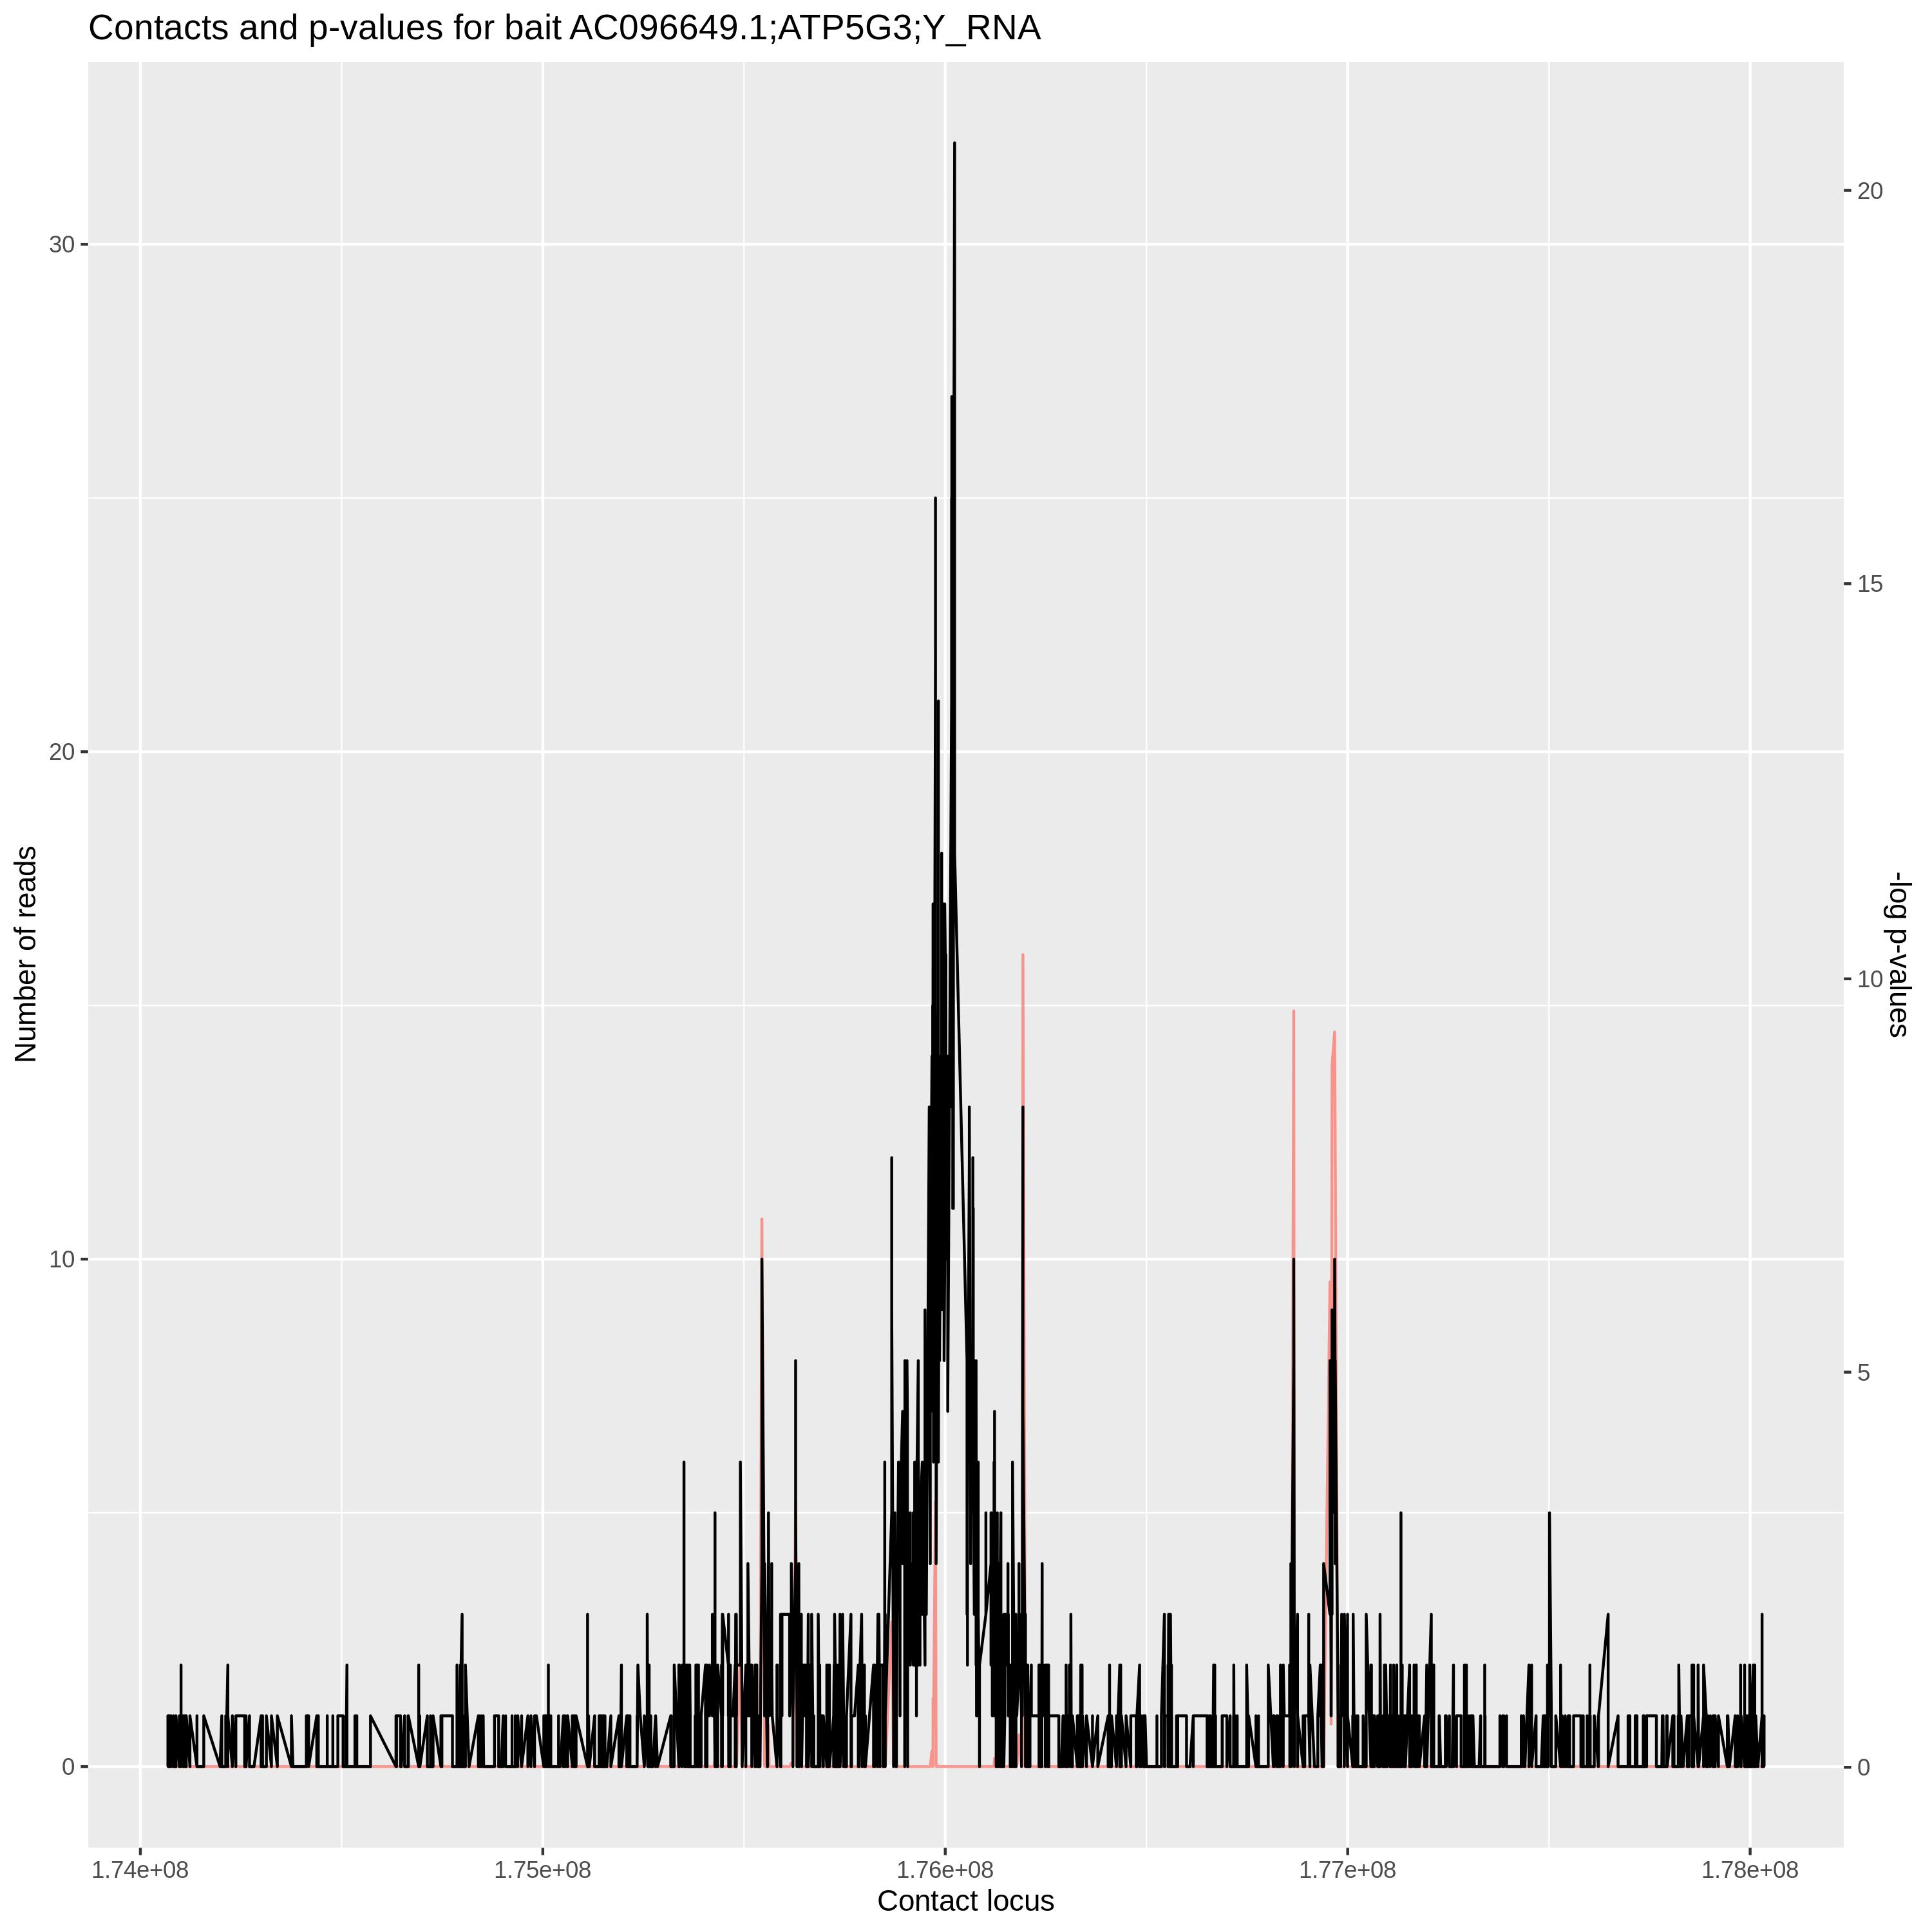 Contacts and p-values for bait AC096649.1;ATP5G3;Y_RNA
30
20
10
0
Number of reads
20
15
10
5
0
-log p-values
1.74e+08
1.75e+08
1.76e+08
1.77e+08
1.78e+08
Contact locus